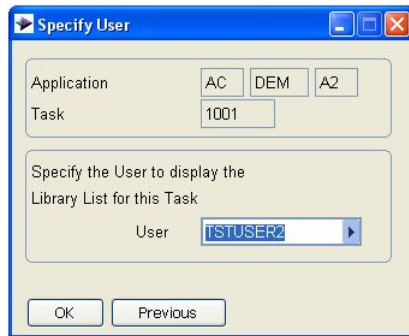 Specify User
Application AC DEM A2
Task 1001
Specify the User to display the
Library List for this Task
User TSTUSER2
OK Previous